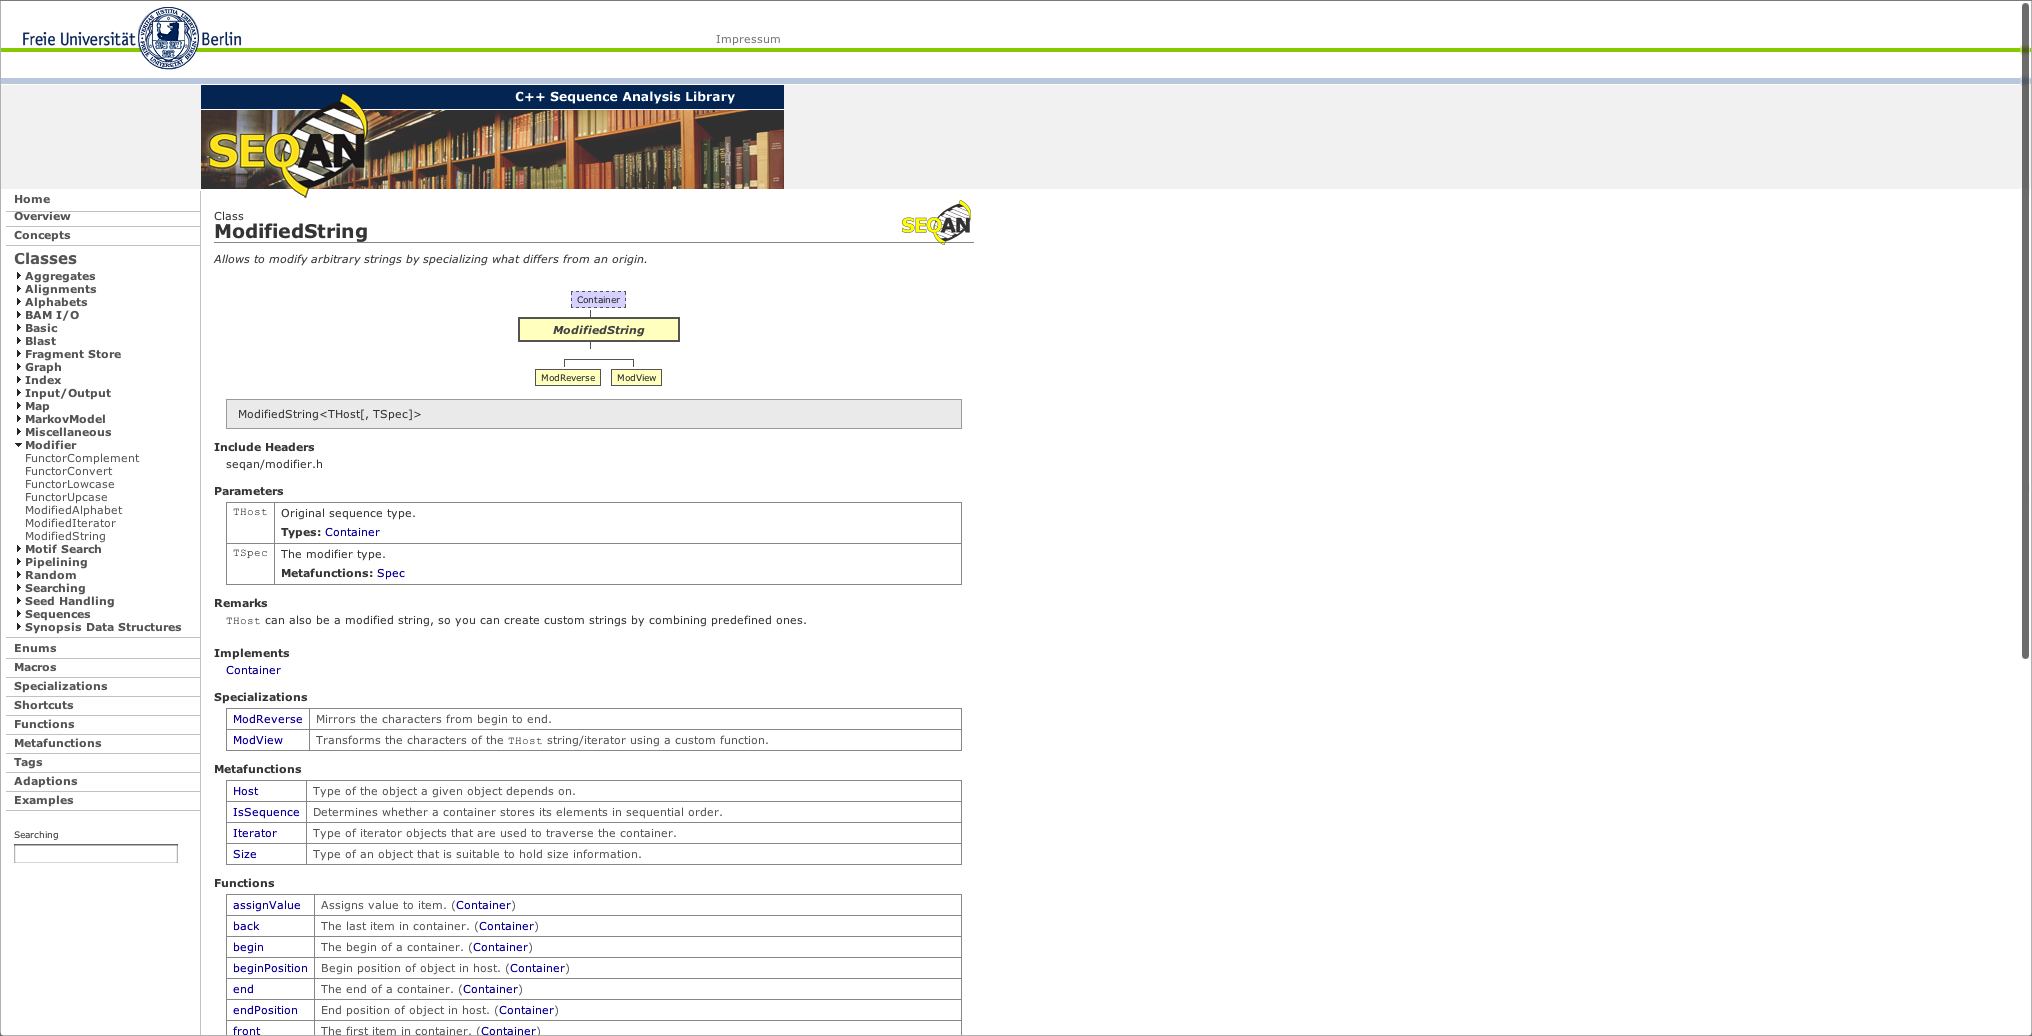 Freie Universität Berlin
Impressum
C++ Sequence Analysis Library
SEQAN
Home
Overview
Concepts
Classes
Aggregates
Alignments
Alphabets
BAM I/O
Basic
Blast
Fragment Store
Graph
Index
Input/Output
Map
MarkovModel
Miscellaneous
Modifier
FunctorComplement
FunctorConvert
FunctorLowcase
FunctorUpcase
ModifiedAlphabet
ModifiedIterator
ModifiedString
Motif Search
Pipelining
Random
Searching
Seed Handling
Sequences
Synopsis Data Structures
Enums
Macros
Specializations
Shortcuts
Functions
Metafunctions
Tags
Adaptions
Examples
Searching
Class
ModifiedString
SEQAN
Allows to modify arbitrary strings by specializing what differs from an origin.
Container
ModifiedString
ModReverse ModView
ModifiedString<THost[, TSpec]>
Include Headers
seqan/modifier.h
Parameters
THost Original sequence type.
Types: Container
TSpec The modifier type.
Metafunctions: Spec
Remarks
THost can also be a modified string, so you can create custom strings by combining predefined ones.
Implements
Container
Specializations
ModReverse Mirrors the characters from begin to end.
ModView Transforms the characters of the THost string/iterator using a custom function.
Metafunctions
Host Type of the object a given object depends on.
IsSequence Determines whether a container stores its elements in sequential order.
Iterator Type of iterator objects that are used to traverse the container.
Size Type of an object that is suitable to hold size information.
Functions
assignValue Assigns value to item. (Container)
back The last item in container. (Container)
begin The begin of a container. (Container)
beginPosition Begin position of object in host. (Container)
end The end of a container. (Container)
endPosition End position of object in host. (Container)
front The first item in container. (Container)